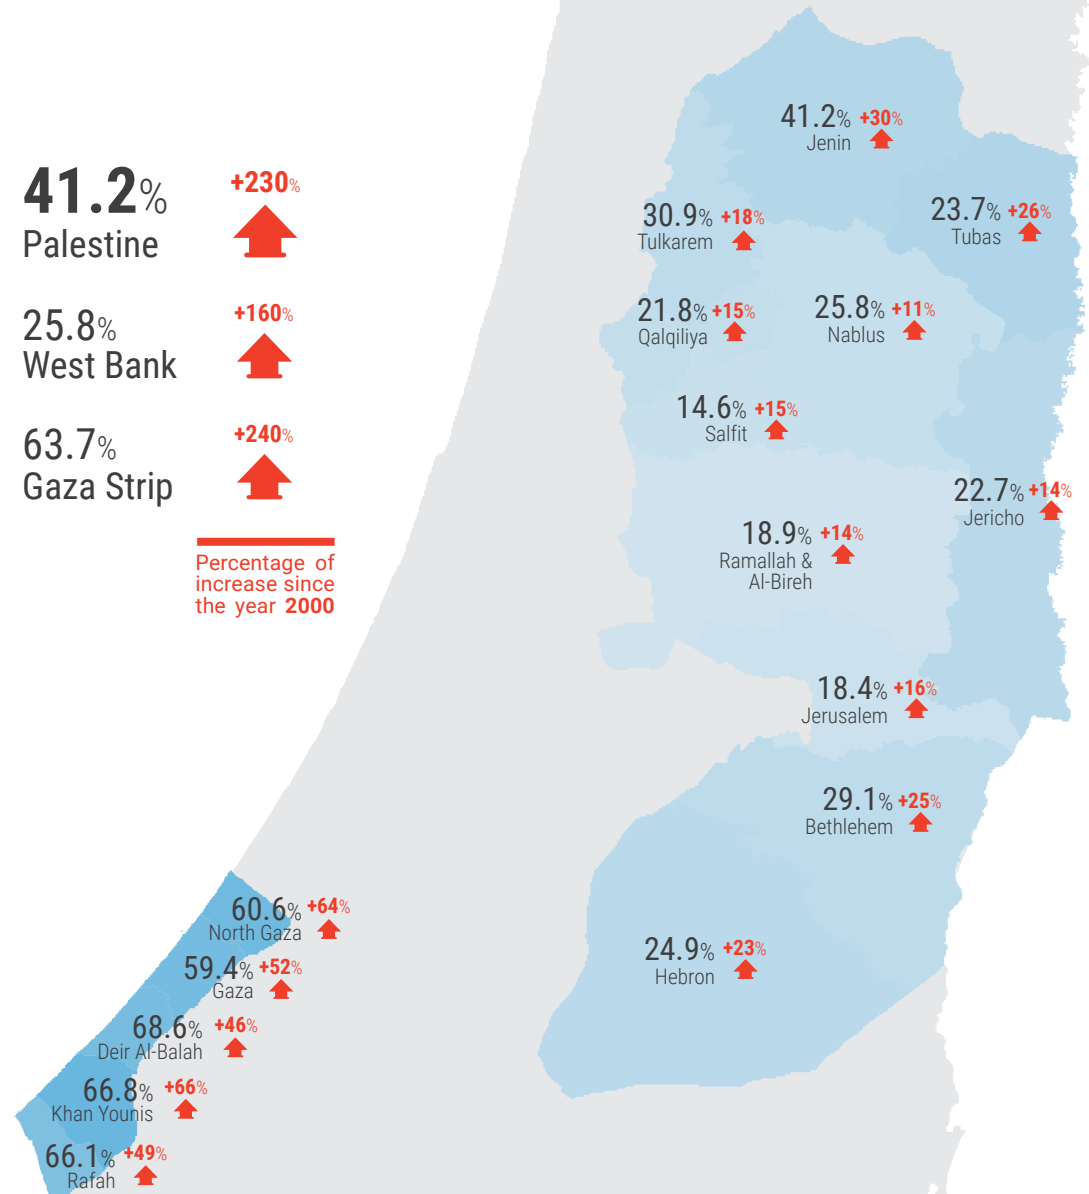 41.2%
Palestine
+230%
25.8%
West Bank
+160%
63.7%
Gaza Strip
+240%
Percentage of
increase since
the year 2000
41.2% +30%
Jenin
30.9% +18%
Tulkarem
23.7% +26%
Tubas
21.8% +15%
Qalqiliya
25.8% +11%
Nablus
14.6% +15%
Salfit
22.7% +14%
Jericho
18.9% +14%
Ramallah &
Al-Bireh
18.4% +16%
Jerusalem
29.1% +25%
Bethlehem
24.9% +23%
Hebron
60.6% +64%
North Gaza
59.4% +52%
Gaza
68.6% +46%
Deir Al-Balah
66.8% +66%
Khan Younis
66.1% +49%
Rafah